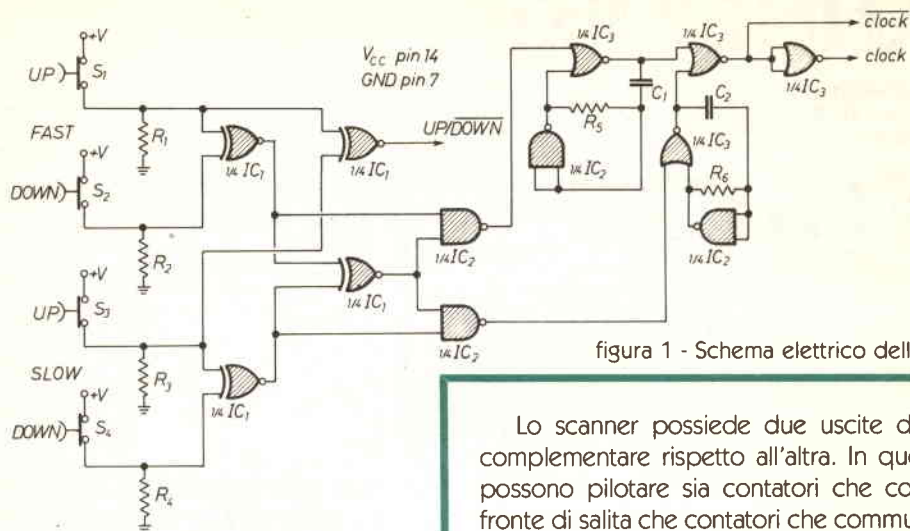 +V
UP) S1
R1
FAST
+V
DOWN) S2
R2
+V
UP) S3
R3
SLOW
+V
DOWN) S4
R4
VCC pin 14
GND pin 7
1/4 IC1
1/4 IC1
UP/DOWN
1/4 IC1
1/4 IC1
1/4 IC2
1/4 IC2
1/4 IC3
C1
R5
1/4 IC2
1/4 IC3
clock
clock
1/4 IC3
C2
1/4 IC3
R6
1/4 IC2
figura 1 - Schema elettrico dell
Lo scanner possiede due uscite d
complementare rispetto all'altra. In que
possono pilotare sia contatori che co
fronte di salita che contatori che commu